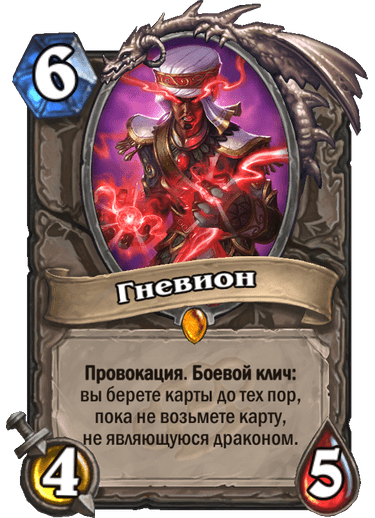 6
Гневион
Провокация. Боевой клич:
вы берете карты до тех пор,
пока не возьмете карту,
не являющуюся драконом.
4
5